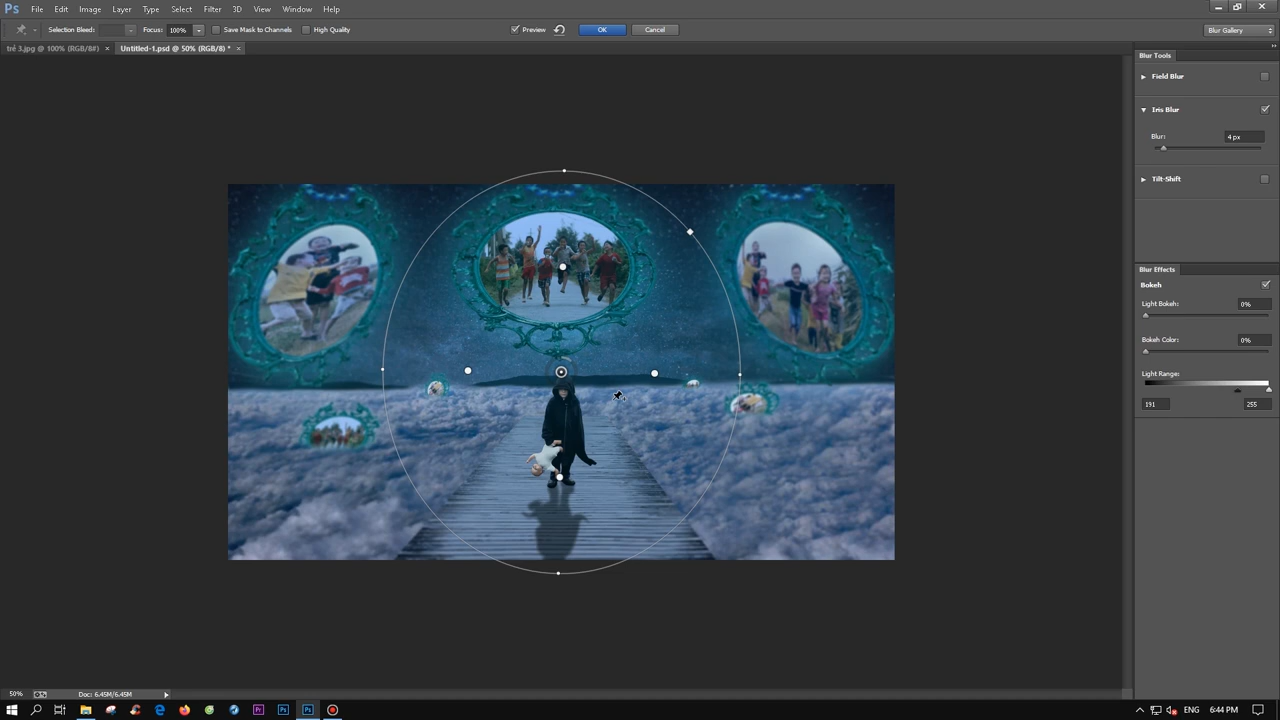 Ps File Edit Image Layer Type Select Filter 3D View Window Help
Selection Bleed: Focus: 100% Save Mask to Channels High Quality Preview OK Cancel Blur Gallery
trẻ 3.jpg @ 100% (RGB/8#) × Untitled-1.psd @ 50% (RGB/8) * ×
Blur Tools
Field Blur
Iris Blur
Blur: 4 px
Tilt-Shift
Blur Effects
Bokeh
Light Bokeh: 0%
Bokeh Color: 0%
Light Range:
191 255
50% Doc: 6.45M/6.45M
Pr Ps Ps ENG 6:44 PM